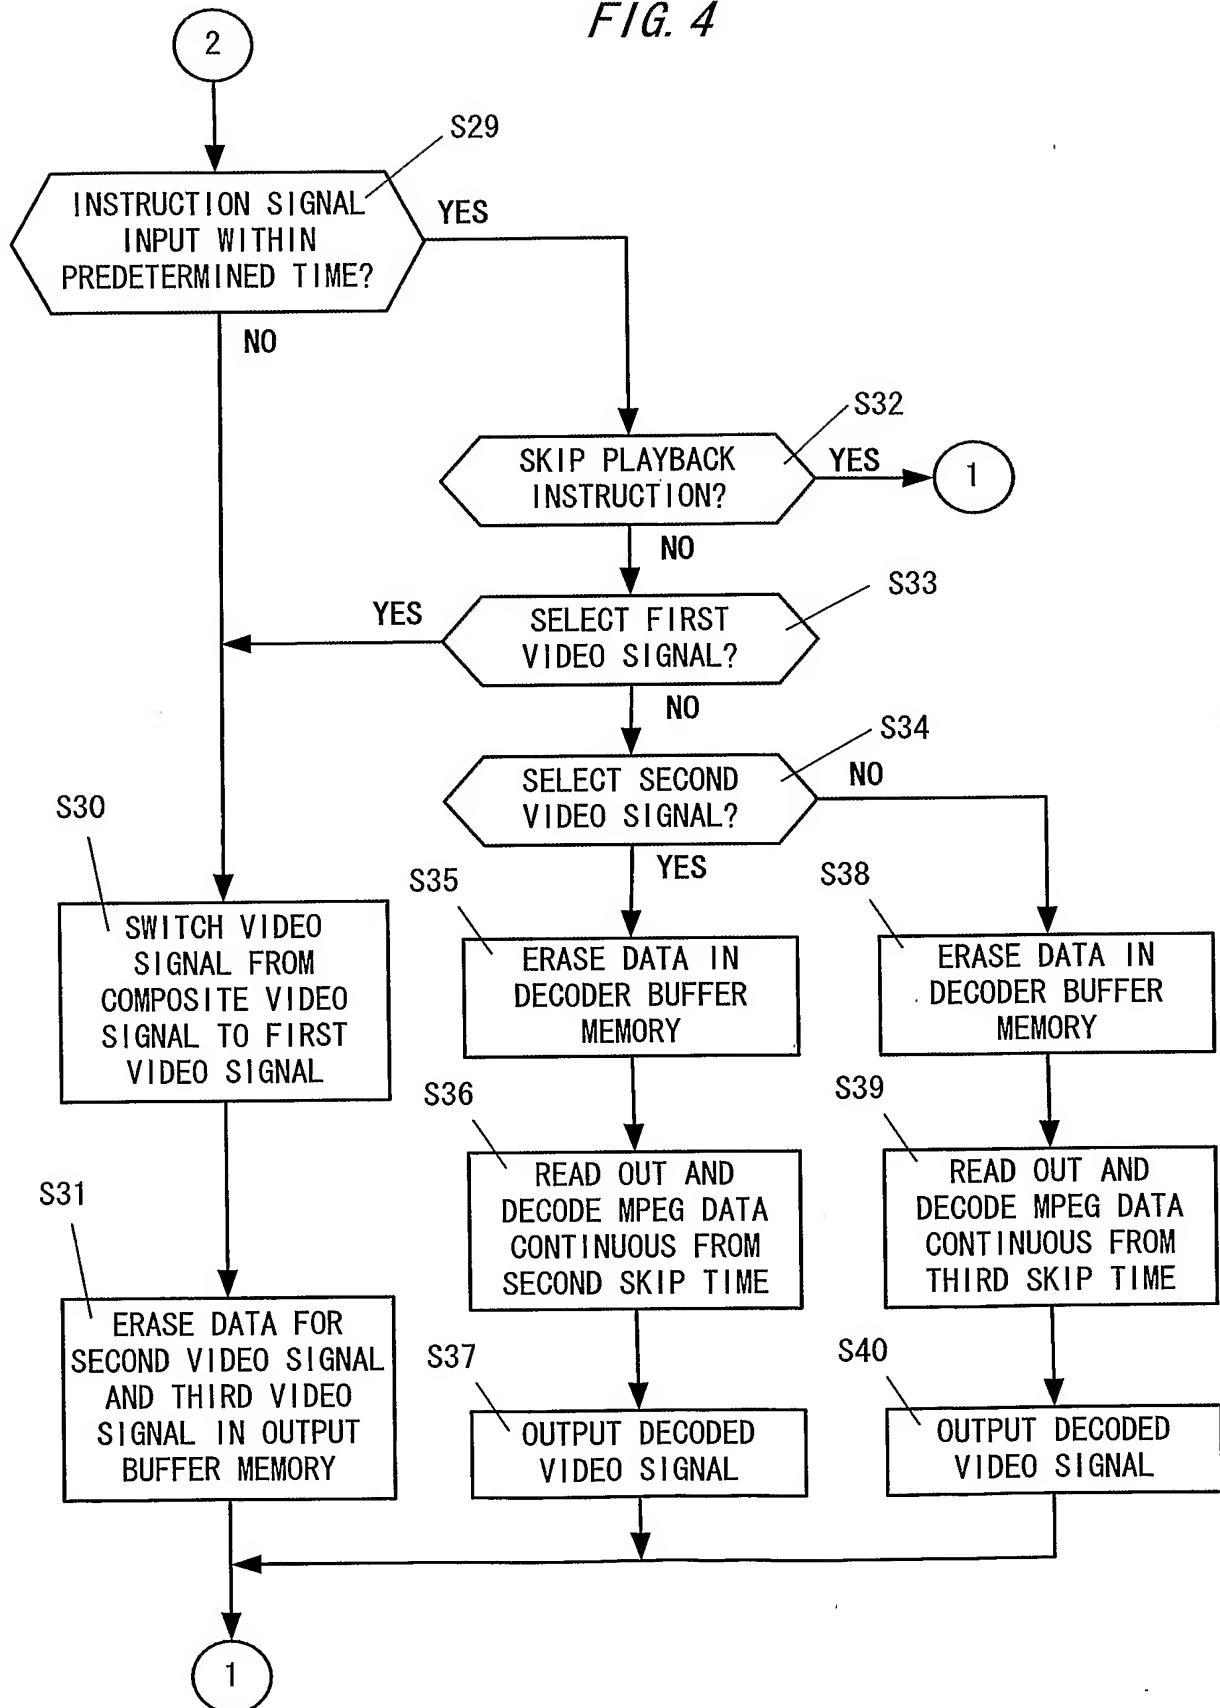 FIG. 4
2
S29
INSTRUCTION SIGNAL
INPUT WITHIN
PREDETERMINED TIME?
YES
NO
S32
SKIP PLAYBACK
INSTRUCTION?
YES
1
NO
S33
SELECT FIRST
VIDEO SIGNAL?
YES
NO
S34
SELECT SECOND
VIDEO SIGNAL?
NO
YES
S30
SWITCH VIDEO
SIGNAL FROM
COMPOSITE VIDEO
SIGNAL TO FIRST
VIDEO SIGNAL
S35
ERASE DATA IN
DECODER BUFFER
MEMORY
S38
ERASE DATA IN
DECODER BUFFER
MEMORY
S36
READ OUT AND
DECODE MPEG DATA
CONTINUOUS FROM
SECOND SKIP TIME
S39
READ OUT AND
DECODE MPEG DATA
CONTINUOUS FROM
THIRD SKIP TIME
S31
ERASE DATA FOR
SECOND VIDEO SIGNAL
AND THIRD VIDEO
SIGNAL IN OUTPUT
BUFFER MEMORY
S37
OUTPUT DECODED
VIDEO SIGNAL
S40
OUTPUT DECODED
VIDEO SIGNAL
1